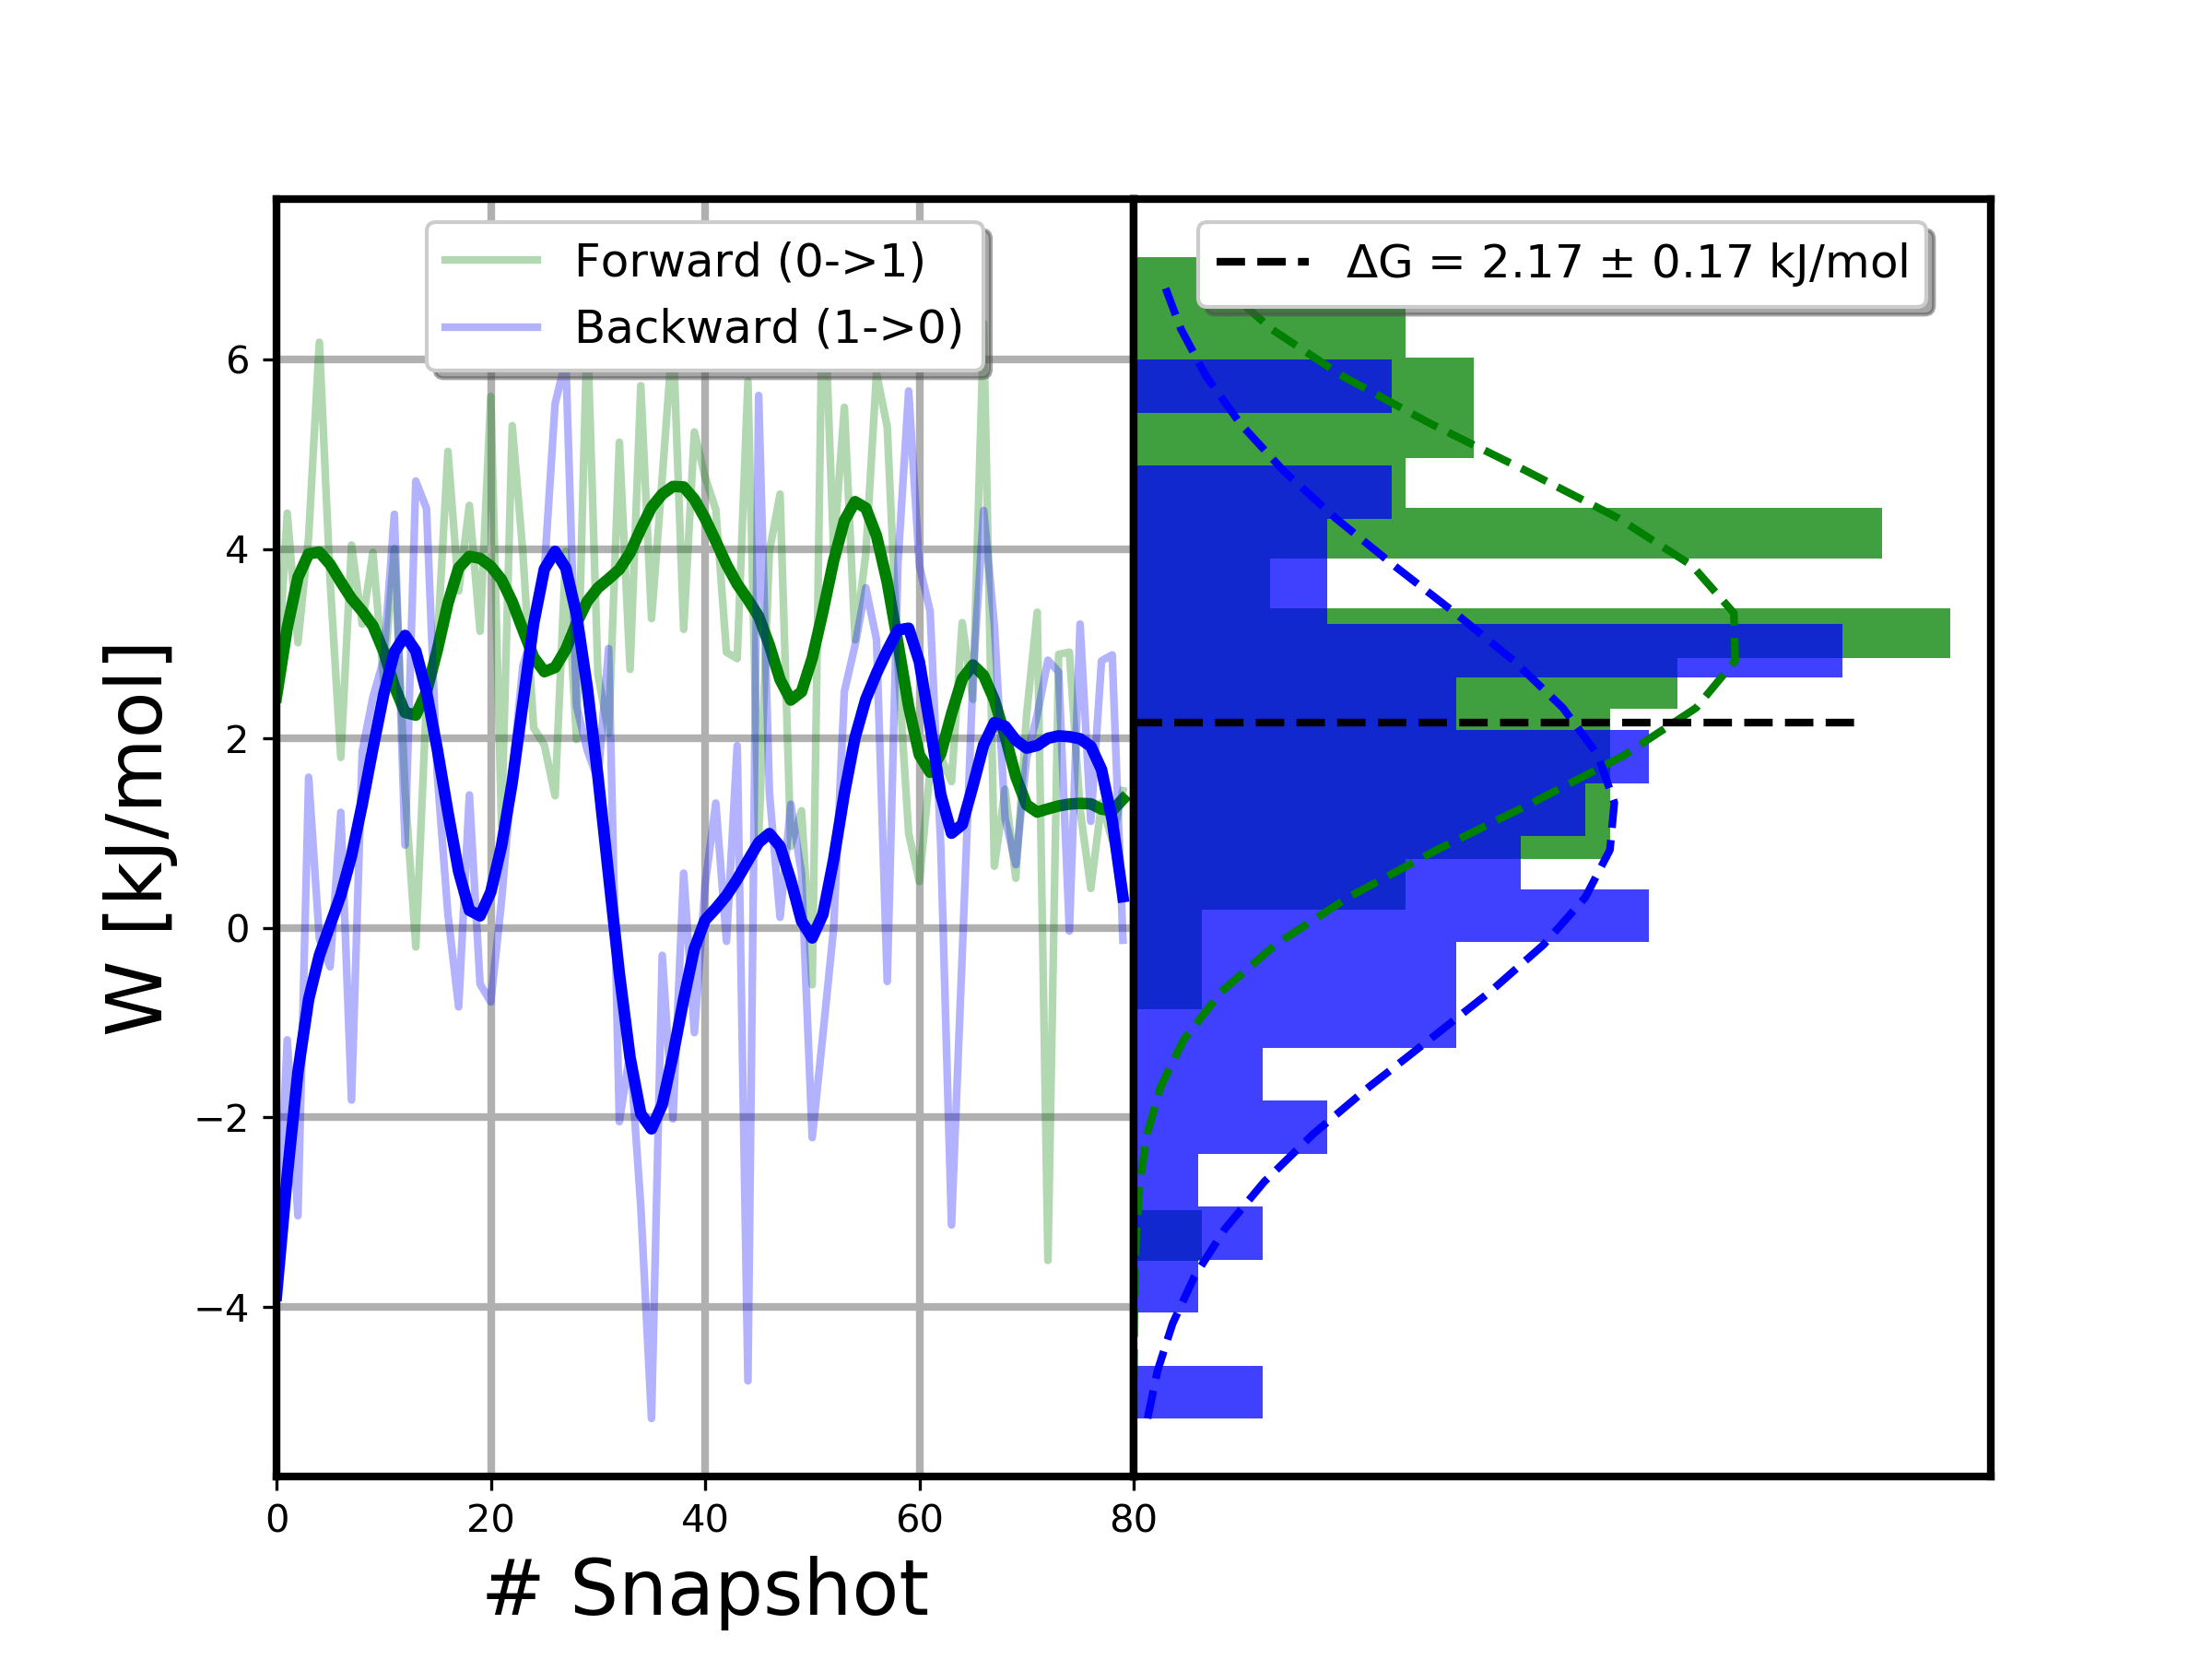 Forward (0->1)
Backward (1->0)
ΔG = 2.17 ± 0.17 kJ/mol
W [kJ/mol]
6
4
2
0
−2
−4
0 20 40 60 80
# Snapshot